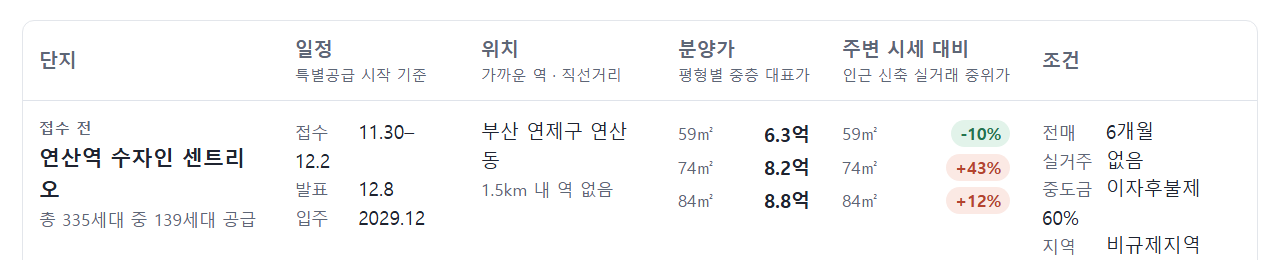 단지
일정
특별공급 시작 기준
위치
가까운 역 · 직선거리
분양가
평형별 중층 대표가
주변 시세 대비
인근 신축 실거래 중위가
조건
접수 전
연산역 수자인 센트리
오
총 335세대 중 139세대 공급
접수 11.30–
12.2
발표 12.8
입주 2029.12
부산 연제구 연산
동
1.5km 내 역 없음
59㎡ 6.3억
74㎡ 8.2억
84㎡ 8.8억
59㎡ -10%
74㎡ +43%
84㎡ +12%
전매 6개월
실거주 없음
중도금 이자후불제
60%
지역 비규제지역